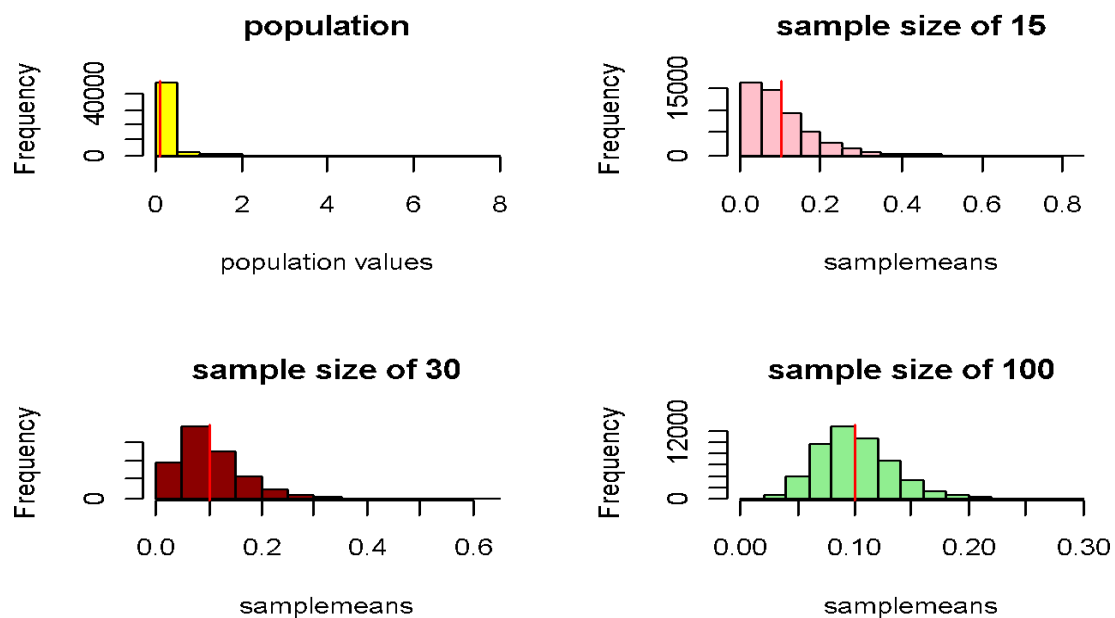 population
Frequency
0 40000
0 2 4 6 8
population values
sample size of 15
Frequency
0 15000
0.0 0.2 0.4 0.6 0.8
samplemeans
sample size of 30
Frequency
0
0.0 0.2 0.4 0.6
samplemeans
sample size of 100
Frequency
0 12000
0.00 0.10 0.20 0.30
samplemeans